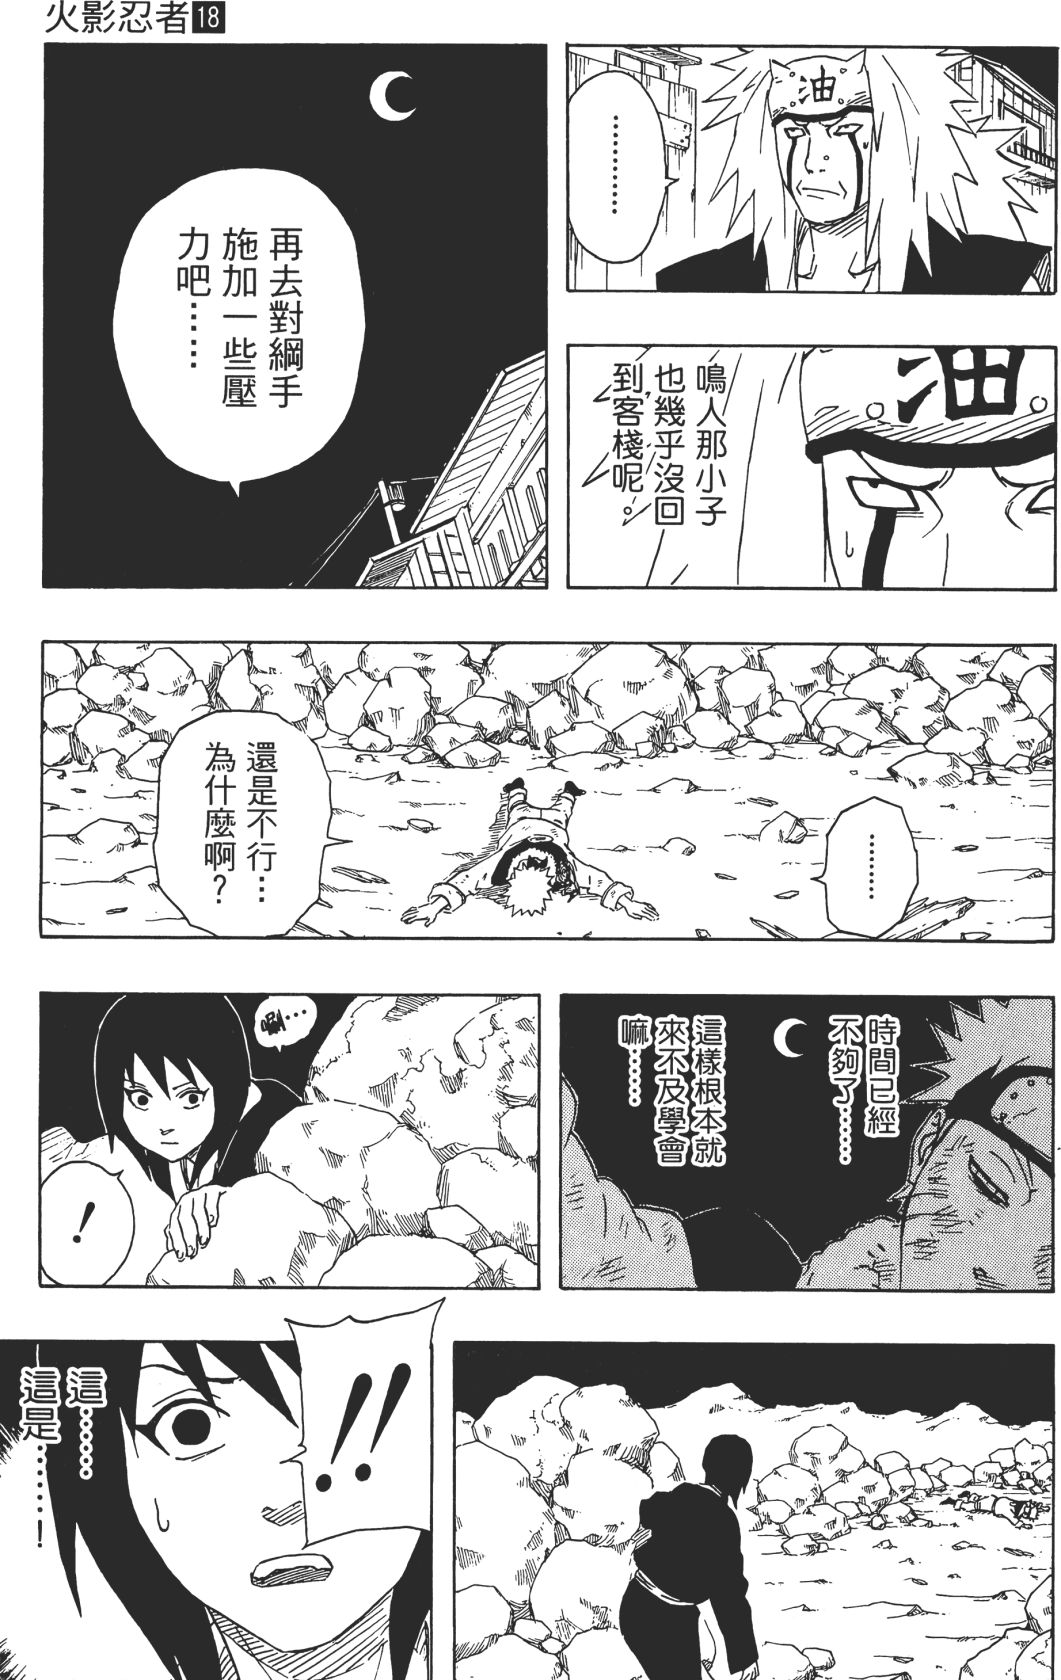 火影忍者18
…………
鳴人那小子
也幾乎沒回
到客棧呢。
再去對綱手
施加一些壓
力吧……
………
還是不行…
為什麼啊？
時間已經
不夠了……
這樣根本就
來不及學會
嘛……
唰…
！
！！
這……
這是……！